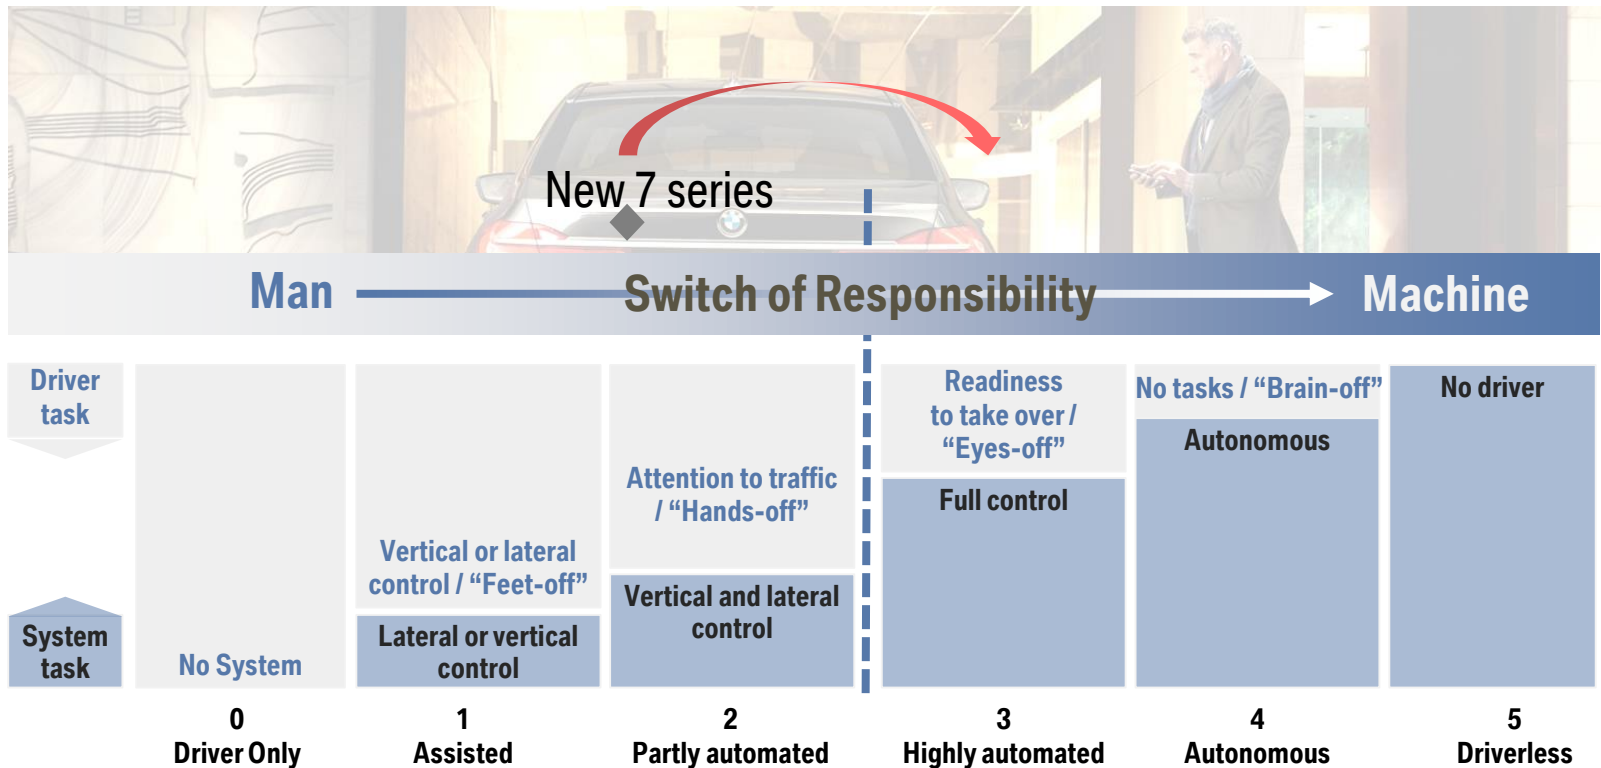 New 7 series
Man
Switch of Responsibility
Machine
Driver
task
System
task
No System
Vertical or lateral
control / “Feet-off”
Lateral or vertical
control
Attention to traffic
/ “Hands-off”
Vertical and lateral
control
Readiness
to take over /
“Eyes-off”
Full control
No tasks / “Brain-off”
Autonomous
No driver
0
Driver Only
1
Assisted
2
Partly automated
3
Highly automated
4
Autonomous
5
Driverless